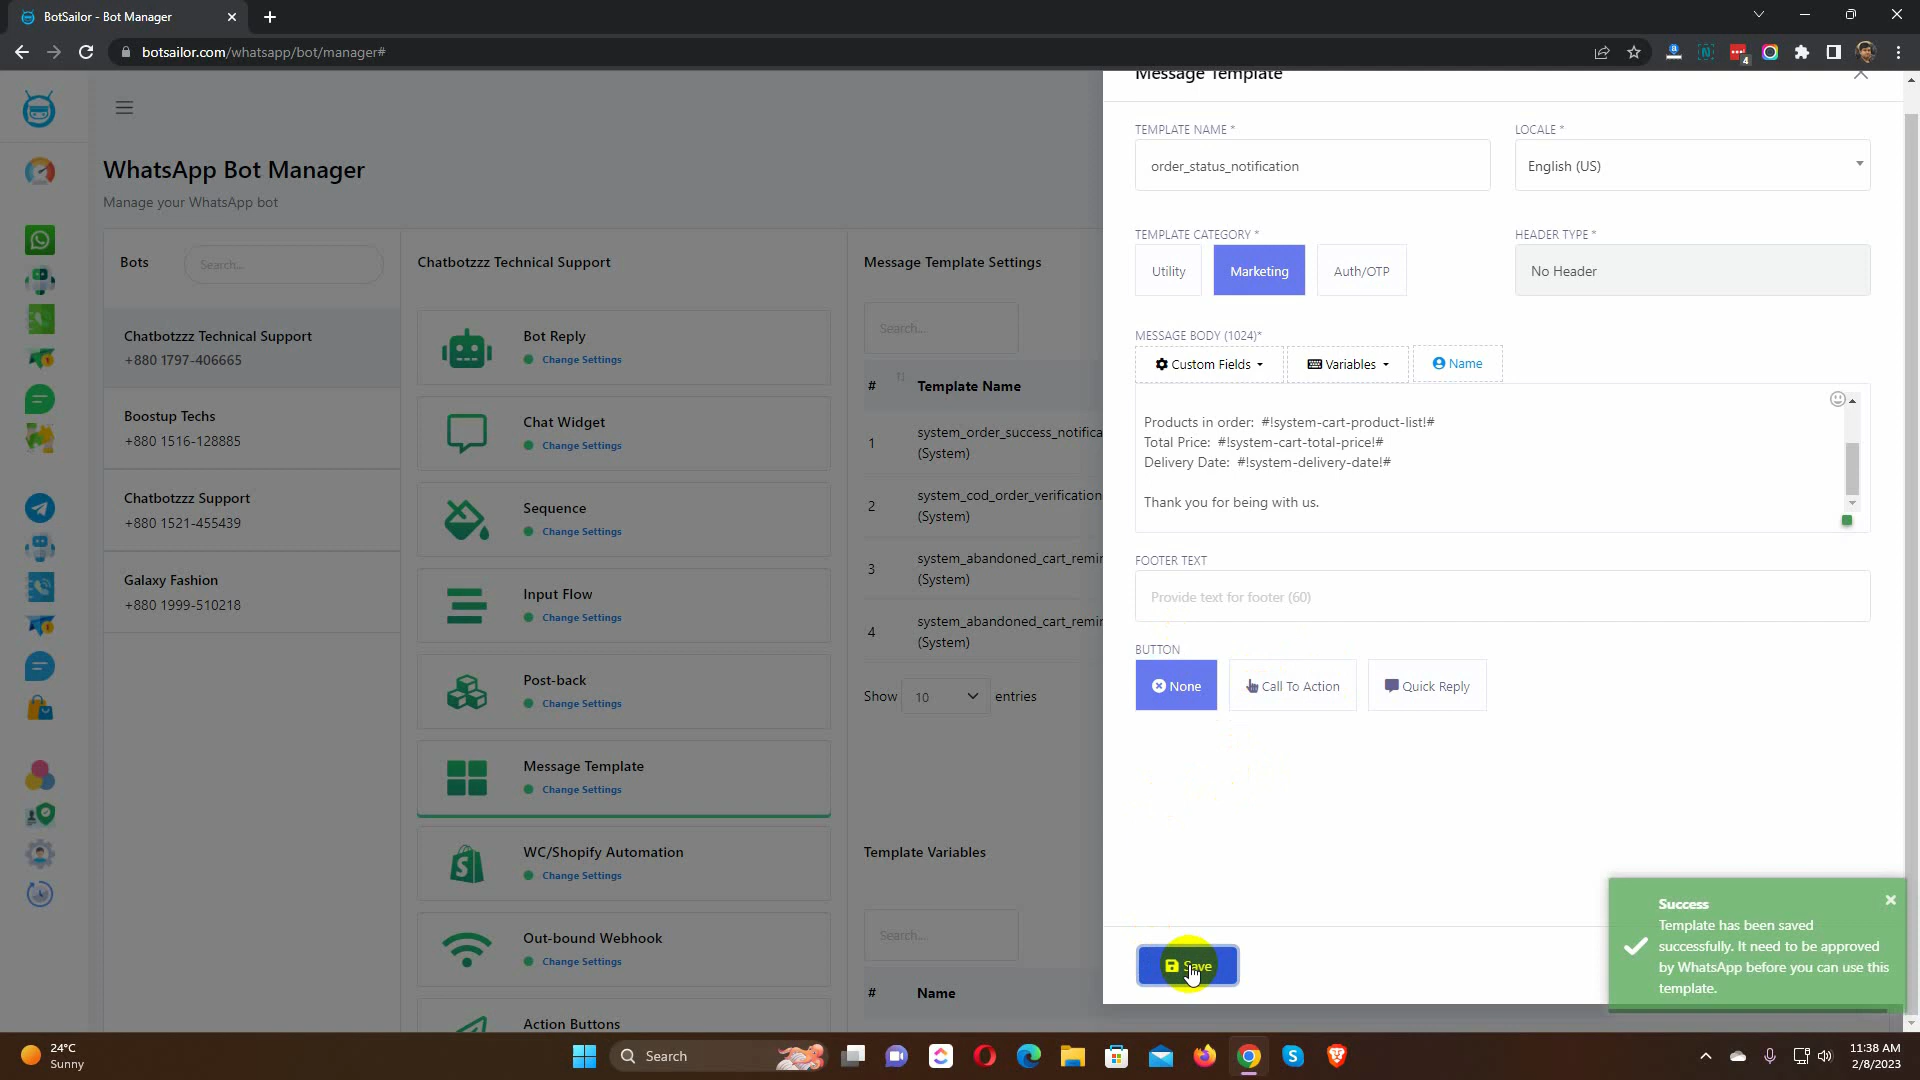 BotSailor - Bot Manager
botsailor.com/whatsapp/bot/manager#
4
WhatsApp Bot Manager
Manage your WhatsApp bot
Bots
Search...
Chatbotzzz Technical Support
+880 1797-406665
Boostup Techs
+880 1516-128885
Chatbotzzz Support
+880 1521-455439
Galaxy Fashion
+880 1999-510218
Chatbotzzz Technical Support
Bot Reply
Change Settings
Chat Widget
Change Settings
Sequence
Change Settings
Input Flow
Change Settings
Post-back
Change Settings
Message Template
Change Settings
WC/Shopify Automation
Change Settings
Out-bound Webhook
Change Settings
Action Buttons
Message Template Settings
Search...
# Template Name
1 system_order_success_notifica
(System)
2 system_cod_order_verification
(System)
3 system_abandoned_cart_remin
(System)
4 system_abandoned_cart_remin
(System)
Show 10 entries
Template Variables
Search...
# Name
Message Template
TEMPLATE NAME *
order_status_notification
LOCALE *
English (US)
TEMPLATE CATEGORY *
Utility
Marketing
Auth/OTP
HEADER TYPE *
No Header
MESSAGE BODY (1024)*
Custom Fields
Variables
Name
Products in order: #!system-cart-product-list!#
Total Price: #!system-cart-total-price!#
Delivery Date: #!system-delivery-date!#
Thank you for being with us.
FOOTER TEXT
Provide text for footer (60)
BUTTON
None
Call To Action
Quick Reply
Save
Success
Template has been saved
successfully. It need to be approved
by WhatsApp before you can use this
template.
24°C
Sunny
Search
11:38 AM
2/8/2023